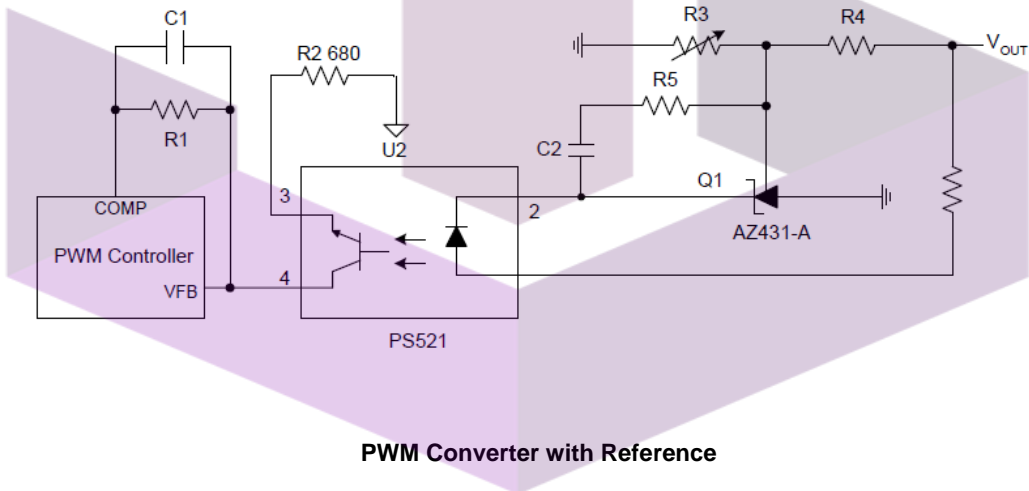 C1
R3
R4
R2 680
V_OUT
R5
R1
U2
C2
Q1
3
2
COMP
AZ431-A
PWM Controller
4
VFB
PS521
PWM Converter with Reference